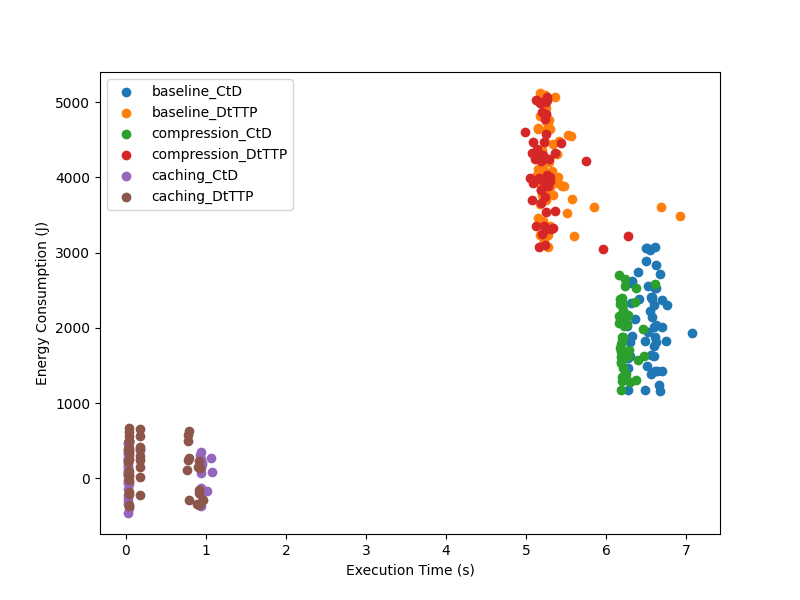 baseline_CtD
baseline_DtTTP
compression_CtD
compression_DtTTP
caching_CtD
caching_DtTTP
5000
4000
3000
2000
1000
0
Energy Consumption (J)
0 1 2 3 4 5 6 7
Execution Time (s)